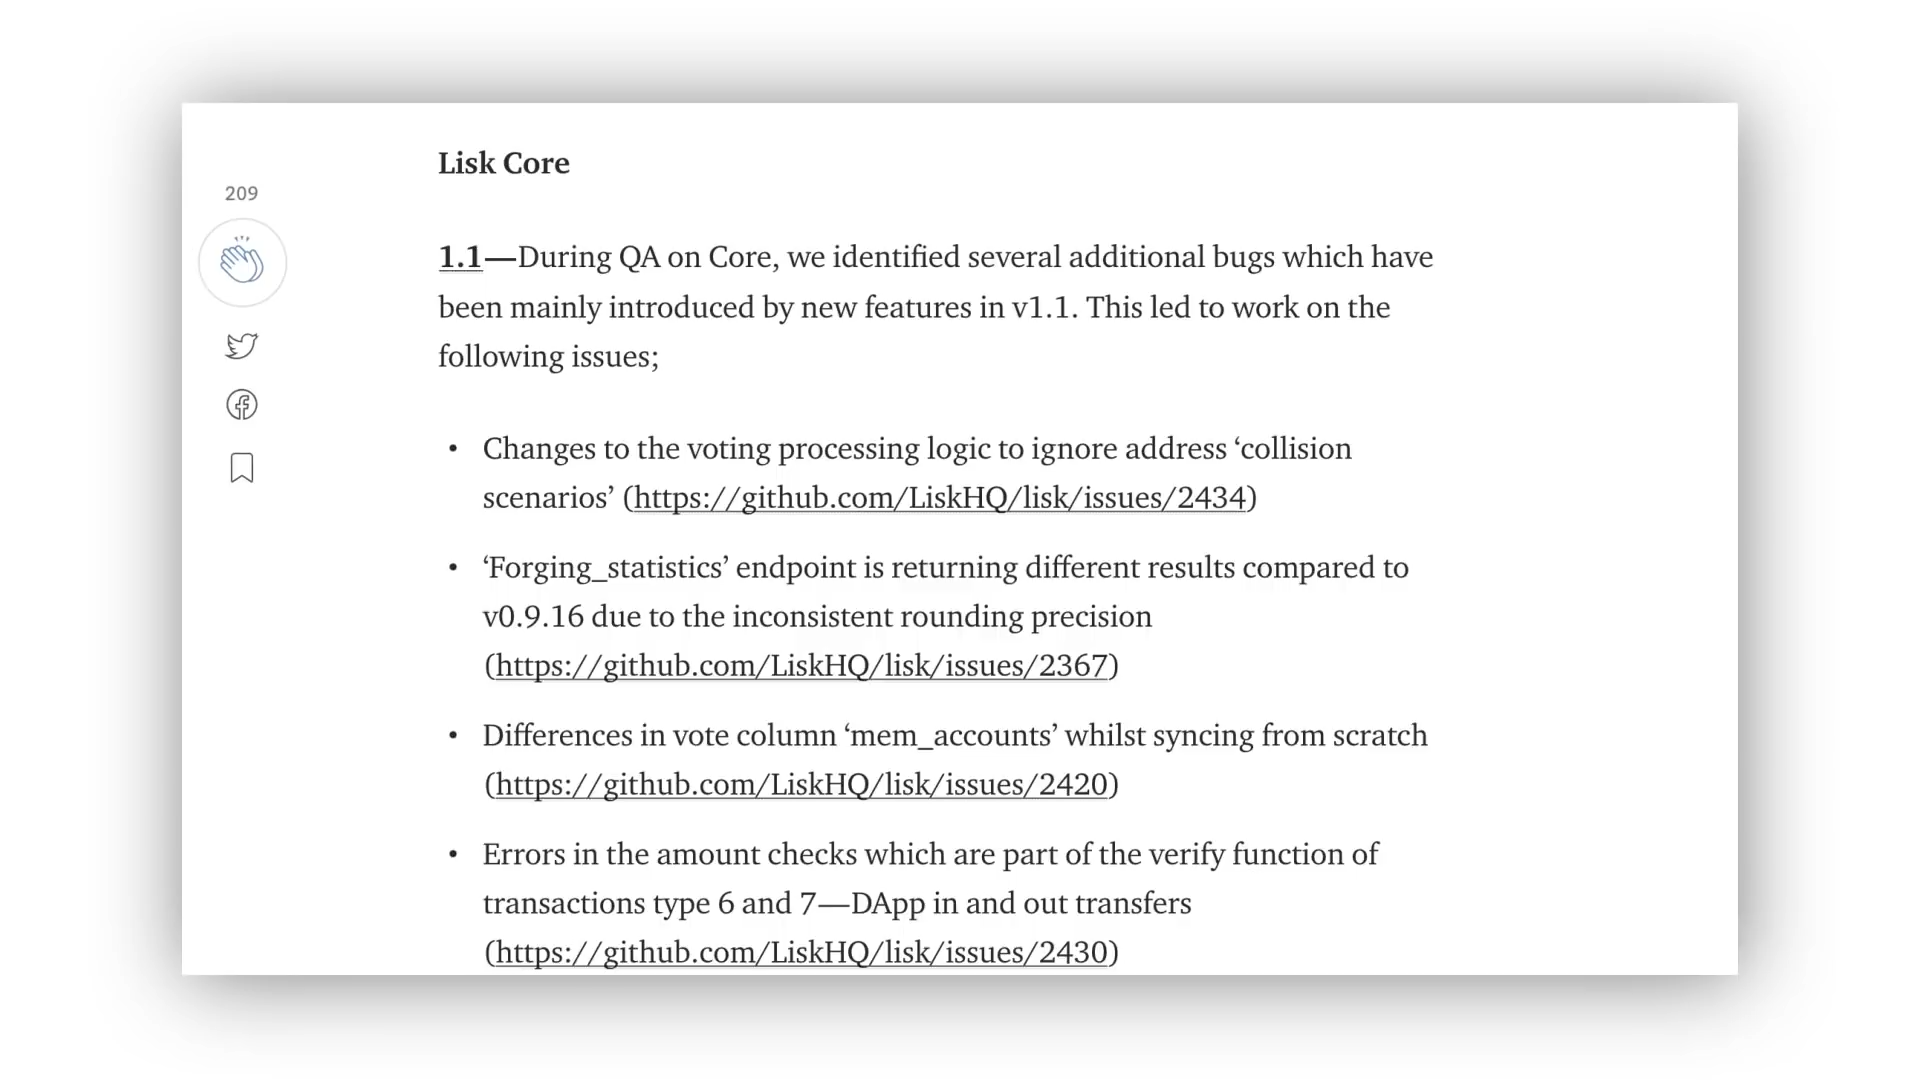 Lisk Core
209
1.1—During QA on Core, we identified several additional bugs which have
been mainly introduced by new features in v1.1. This led to work on the
following issues;
• Changes to the voting processing logic to ignore address ‘collision
scenarios’ (https://github.com/LiskHQ/lisk/issues/2434)
• ‘Forging_statistics’ endpoint is returning different results compared to
v0.9.16 due to the inconsistent rounding precision
(https://github.com/LiskHQ/lisk/issues/2367)
• Differences in vote column ‘mem_accounts’ whilst syncing from scratch
(https://github.com/LiskHQ/lisk/issues/2420)
• Errors in the amount checks which are part of the verify function of
transactions type 6 and 7—DApp in and out transfers
(https://github.com/LiskHQ/lisk/issues/2430)